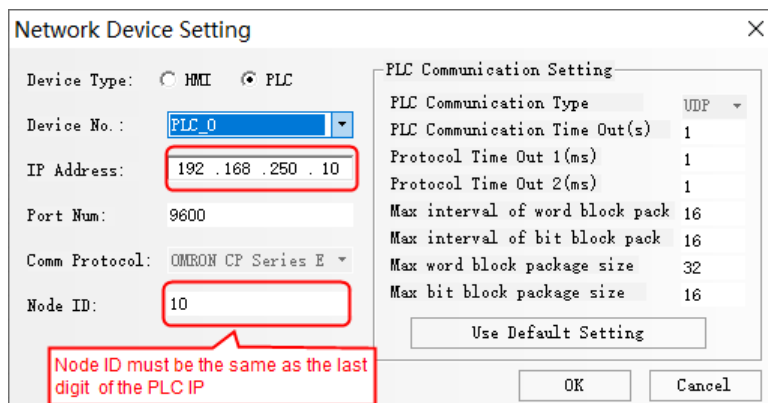 Network Device Setting
Device Type: HMI PLC
Device No.: PLC_0
IP Address: 192 .168 .250 . 10
Port Num: 9600
Comm Protocol: OMRON CP Series E
Node ID: 10
Node ID must be the same as the last
digit of the PLC IP
PLC Communication Setting
PLC Communication Type UDP
PLC Communication Time Out(s) 1
Protocol Time Out 1(ms) 1
Protocol Time Out 2(ms) 1
Max interval of word block pack 16
Max interval of bit block pack 16
Max word block package size 32
Max bit block package size 16
Use Default Setting
OK Cancel